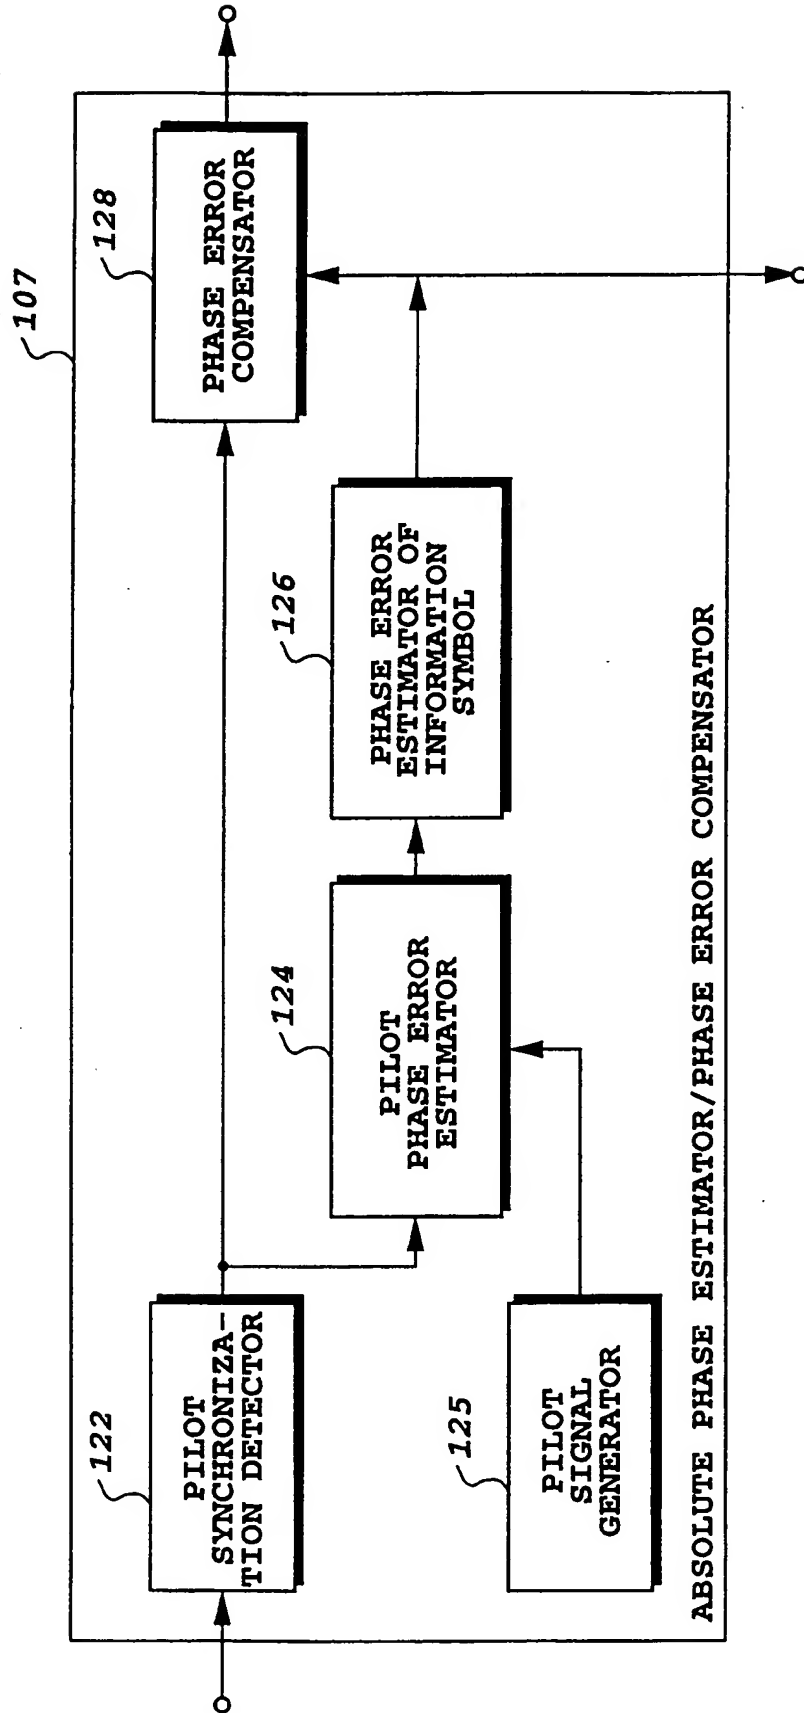 107
122
PILOT
SYNCHRONIZA-
TION DETECTOR
128
PHASE ERROR
COMPENSATOR
124
PILOT
PHASE ERROR
ESTIMATOR
126
PHASE ERROR
ESTIMATOR OF
INFORMATION
SYMBOL
125
PILOT
SIGNAL
GENERATOR
ABSOLUTE PHASE ESTIMATOR/PHASE ERROR COMPENSATOR